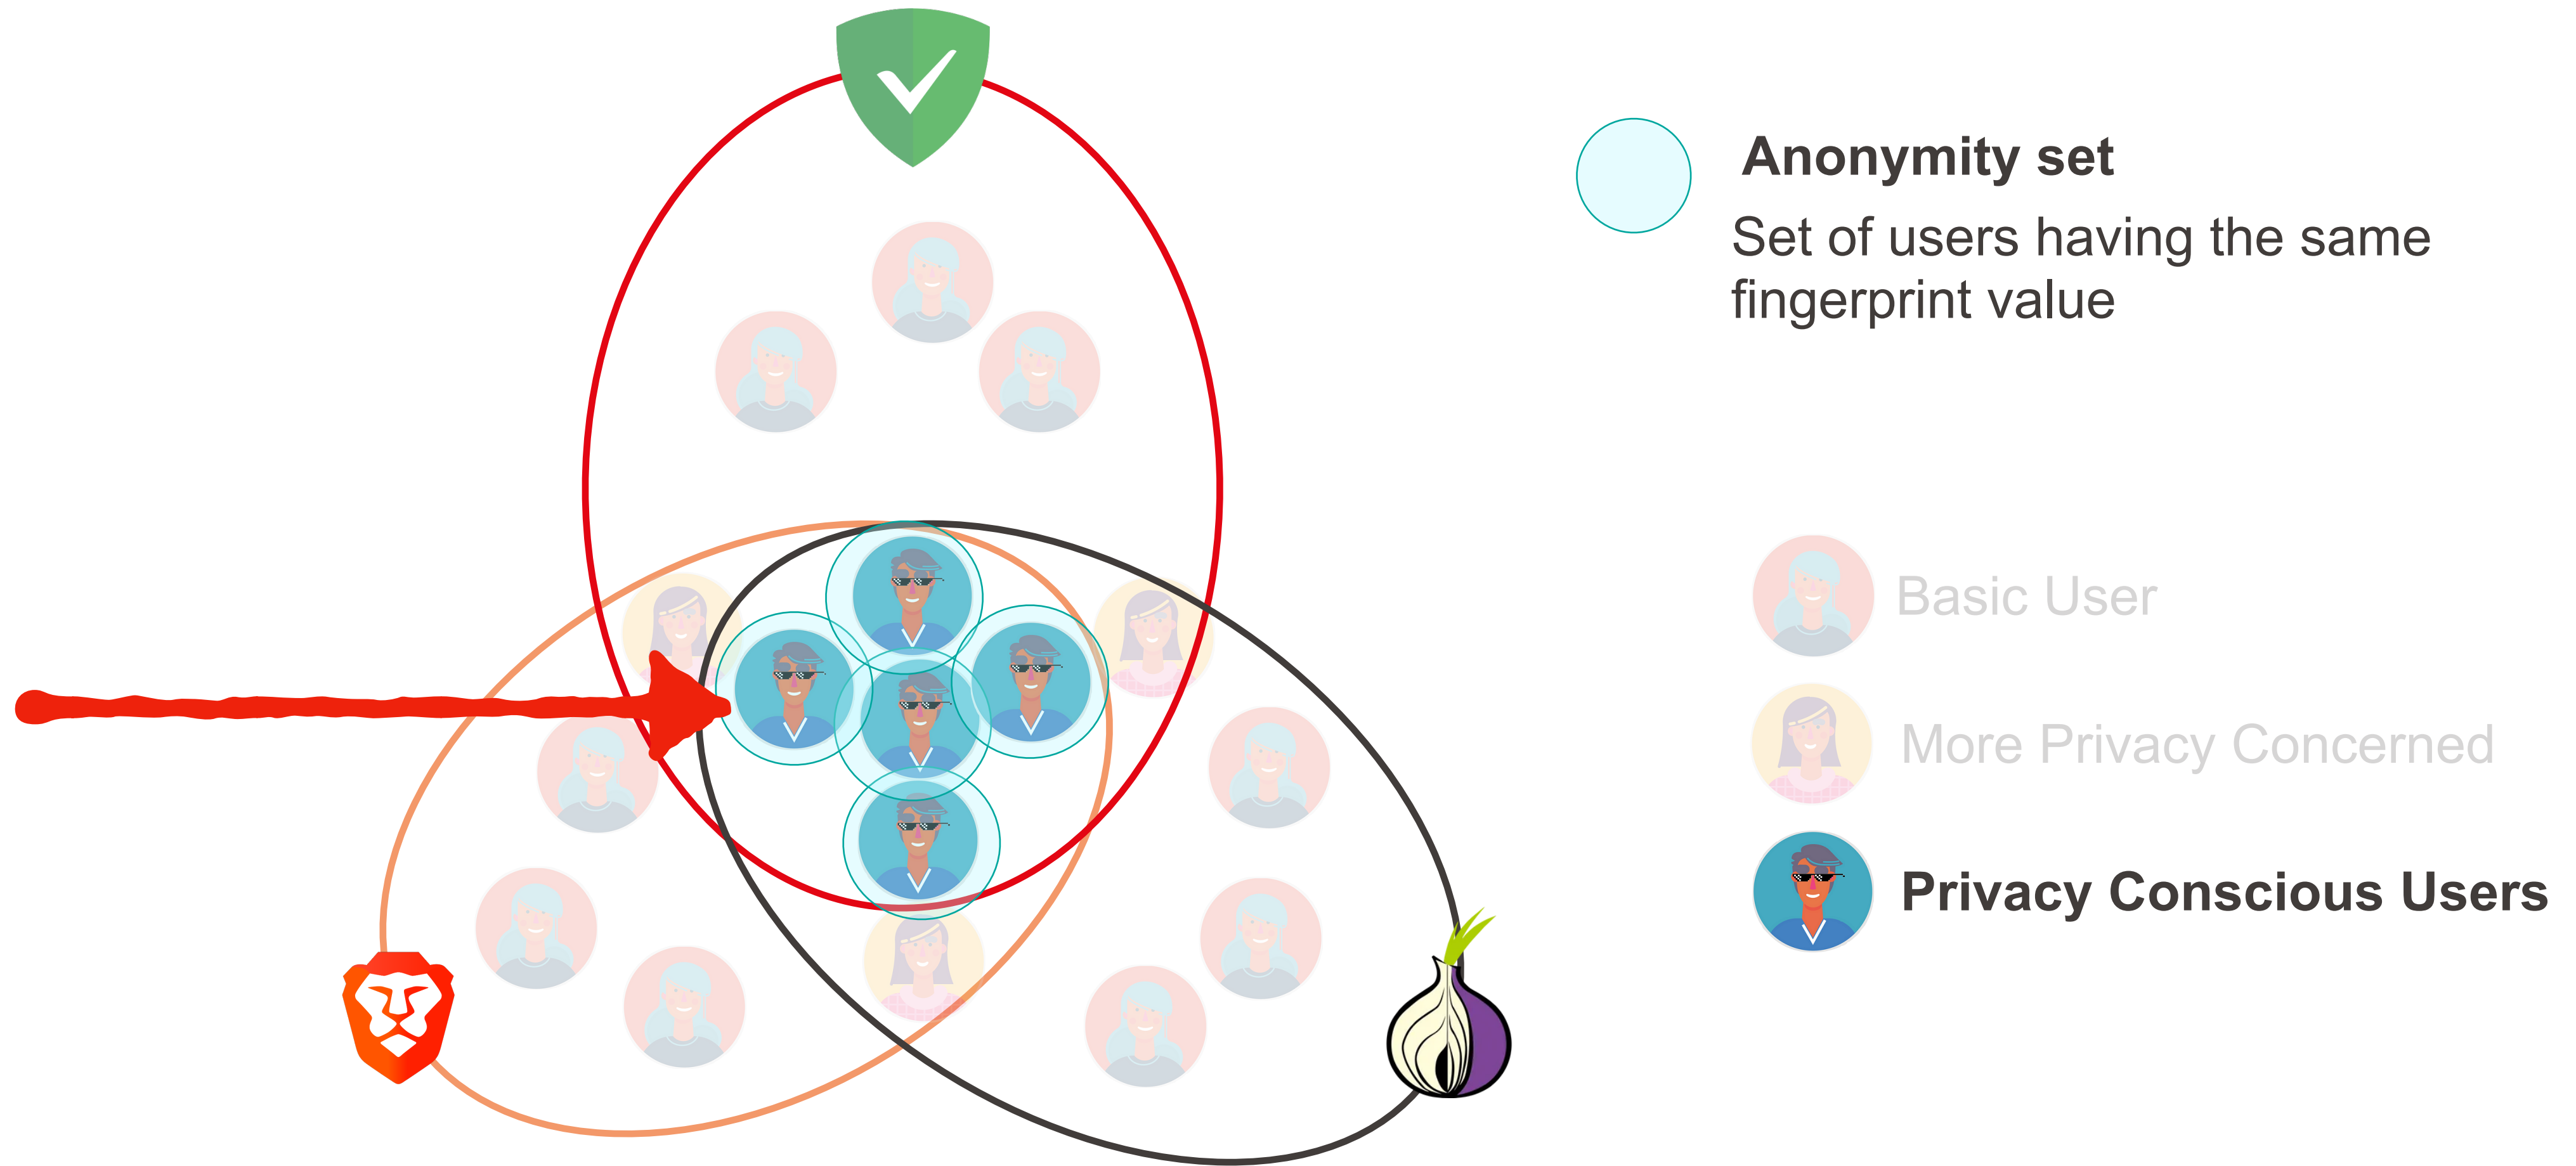 Anonymity set
Set of users having the same
fingerprint value
Basic User
More Privacy Concerned
Privacy Conscious Users